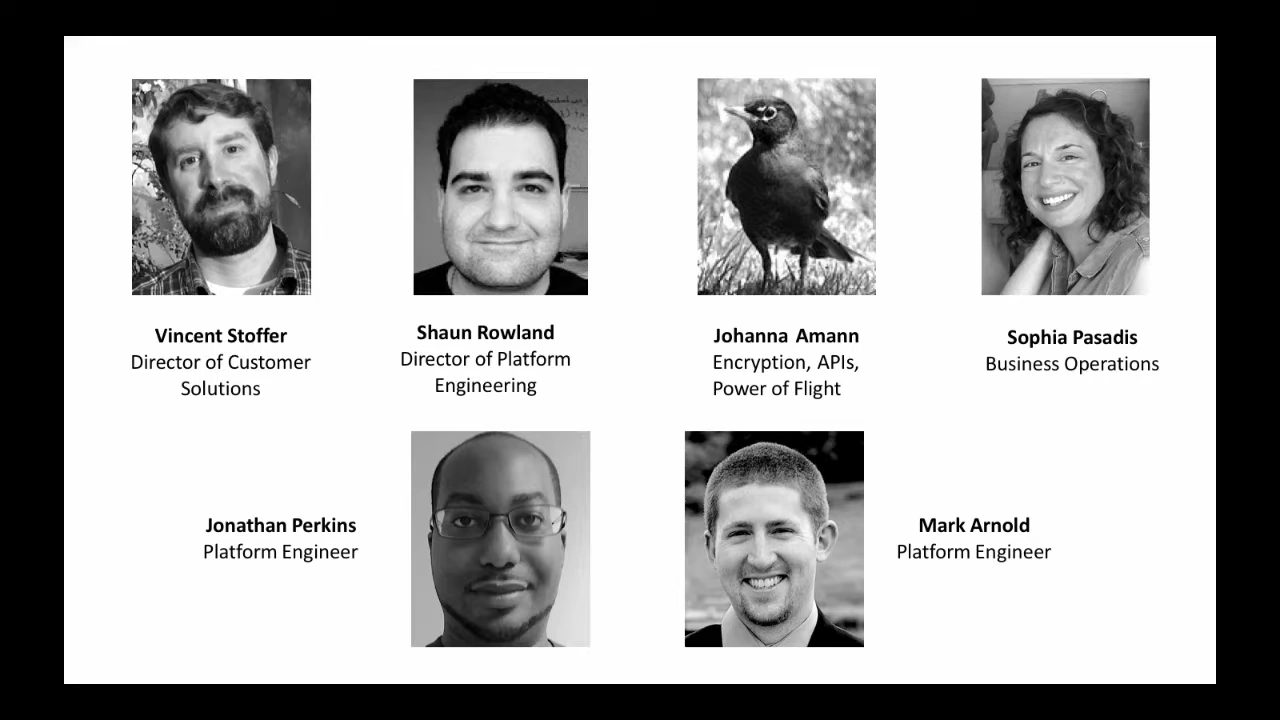 Vincent Stoffer
Director of Customer
Solutions
Shaun Rowland
Director of Platform
Engineering
Johanna Amann
Encryption, APIs,
Power of Flight
Sophia Pasadis
Business Operations
Jonathan Perkins
Platform Engineer
Mark Arnold
Platform Engineer